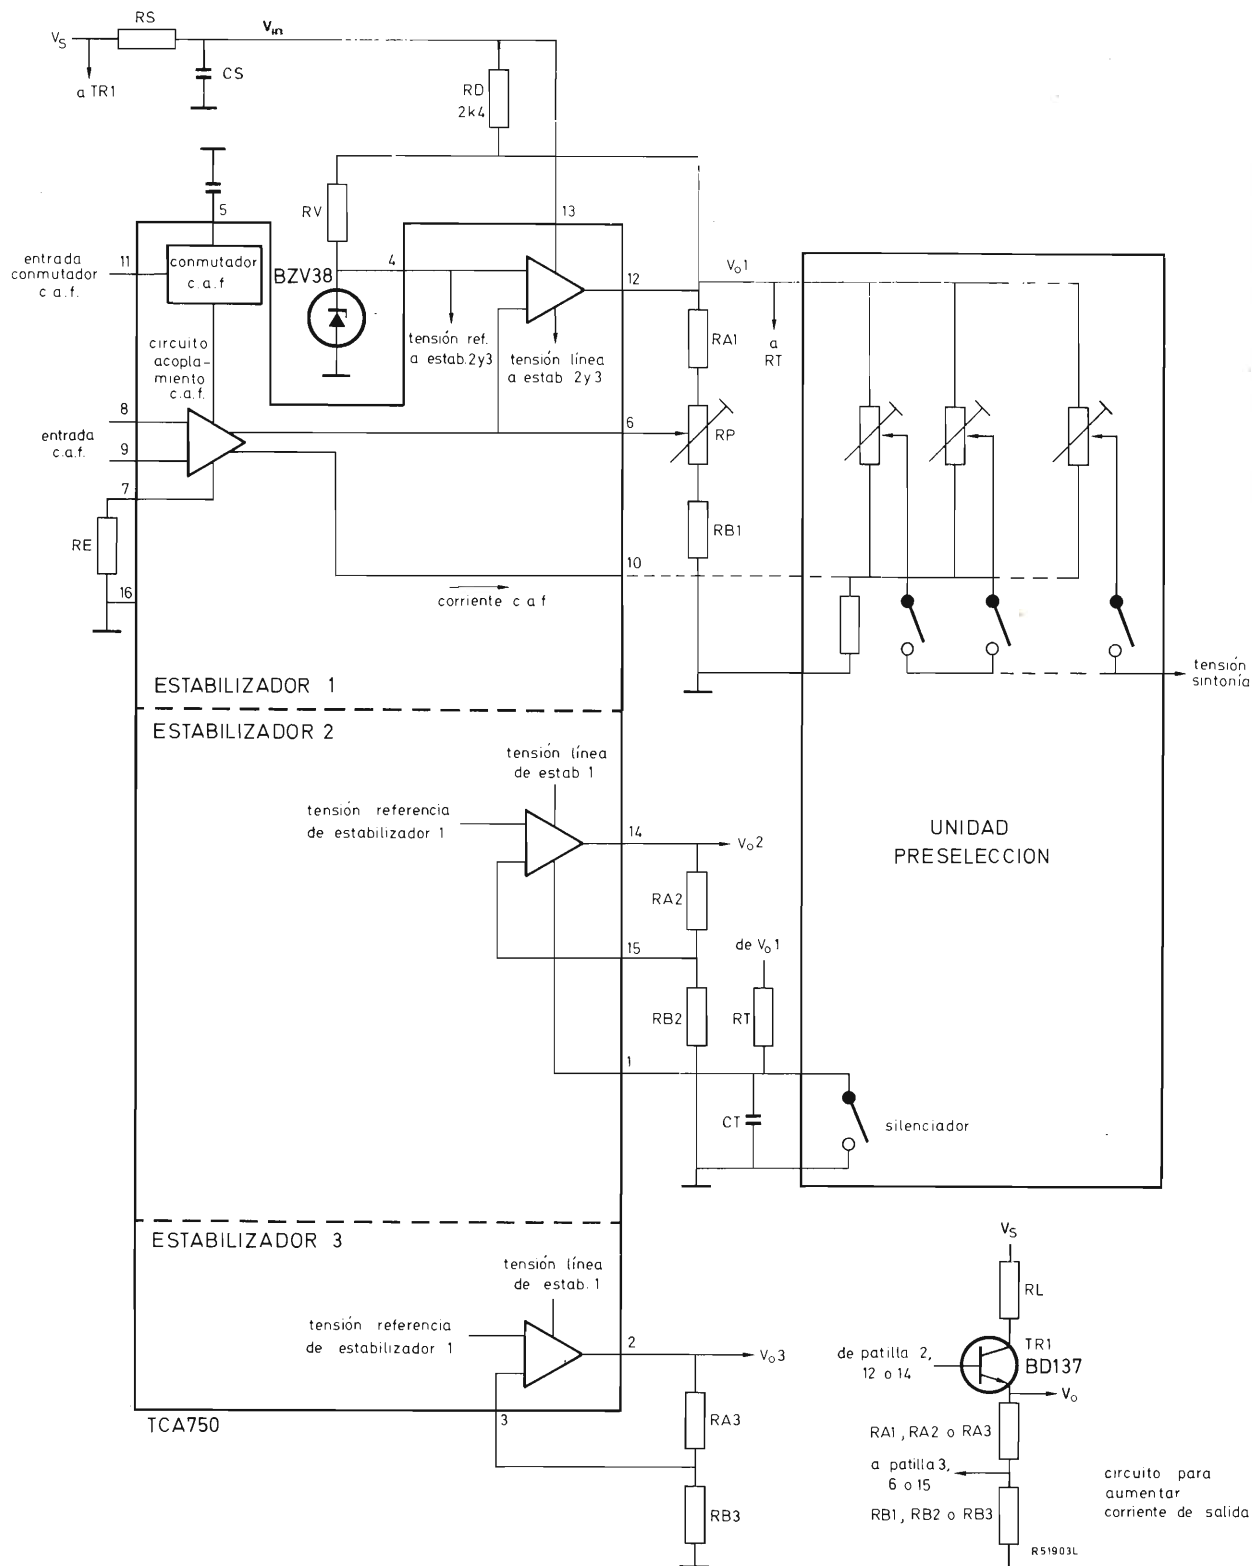 RS
V_S
V_in
CS
a TR1
RD
2k4
5
RV
13
entrada
conmutador
c.a.f.
11
conmutador
c.a.f
BZV38
4
12
V_o1
tensión ref.
a estab. 2y3
tensión línea
a estab 2y3
a
RT
RA1
circuito
acopla-
miento
c.a.f.
8
entrada
c.a.f.
9
6
RP
7
RE
RB1
16
10
corriente c a f
tensión
sintonía
ESTABILIZADOR 1
ESTABILIZADOR 2
tensión línea
de estab 1
tensión referencia
de estabilizador 1
14
V_o2
UNIDAD
PRESELECCION
RA2
15
de V_o1
RB2
RT
1
CT
silenciador
ESTABILIZADOR 3
tensión línea
de estab. 1
tensión referencia
de estabilizador 1
2
V_o3
3
TCA750
RA3
RB3
V_S
RL
TR1
BD137
de patilla 2,
12 o 14
V_o
RA1, RA2 o RA3
a patilla 3,
6 o 15
RB1, RB2 o RB3
circuito para
aumentar
corriente de salida
R51903L